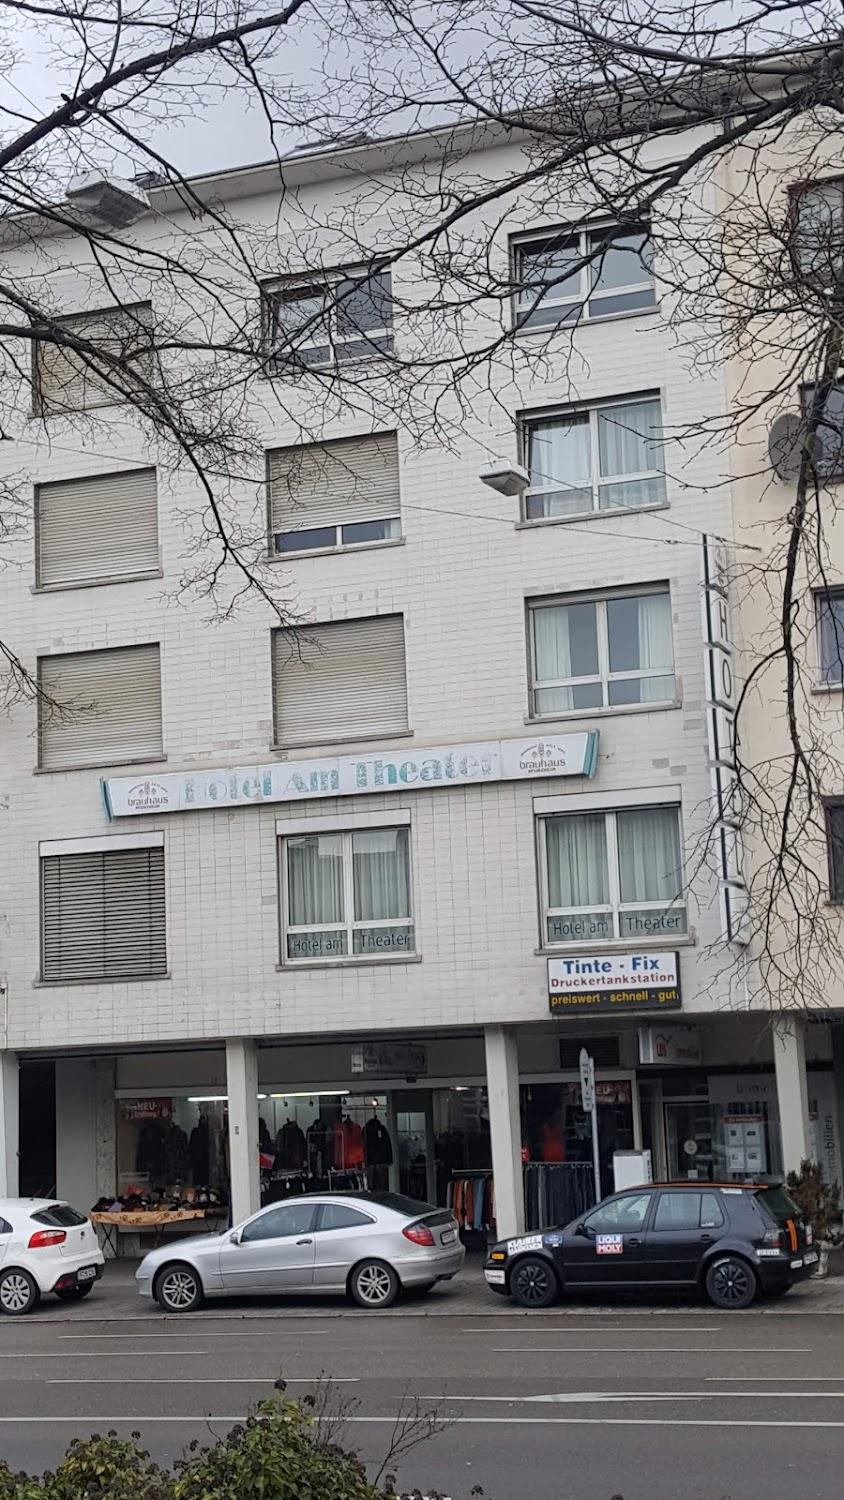 HOTEL
brauhaus
Hotel Am Theater
brauhaus
Hotel am Theater
Hotel am Theater
Tinte - Fix
Druckertankstation
preiswert - schnell - gut
LBS
NEU
LIQUI
MOLY